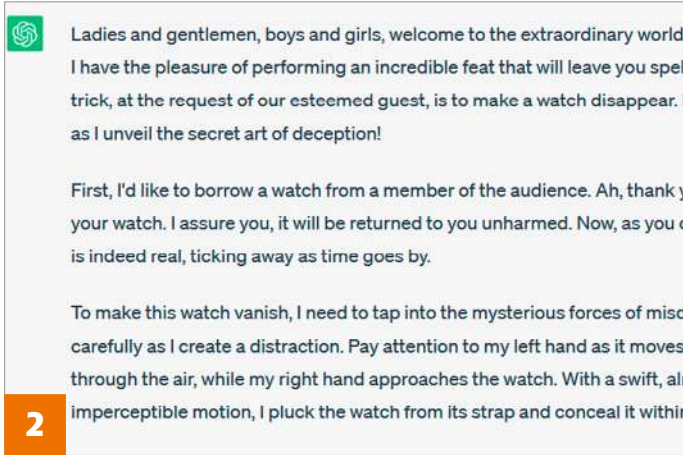 Ladies and gentlemen, boys and girls, welcome to the extraordinary world
I have the pleasure of performing an incredible feat that will leave you spel
trick, at the request of our esteemed guest, is to make a watch disappear.
as I unveil the secret art of deception!
First, I'd like to borrow a watch from a member of the audience. Ah, thank y
your watch. I assure you, it will be returned to you unharmed. Now, as you
is indeed real, ticking away as time goes by.
To make this watch vanish, I need to tap into the mysterious forces of misd
carefully as I create a distraction. Pay attention to my left hand as it moves
through the air, while my right hand approaches the watch. With a swift, al
imperceptible motion, I pluck the watch from its strap and conceal it within
2